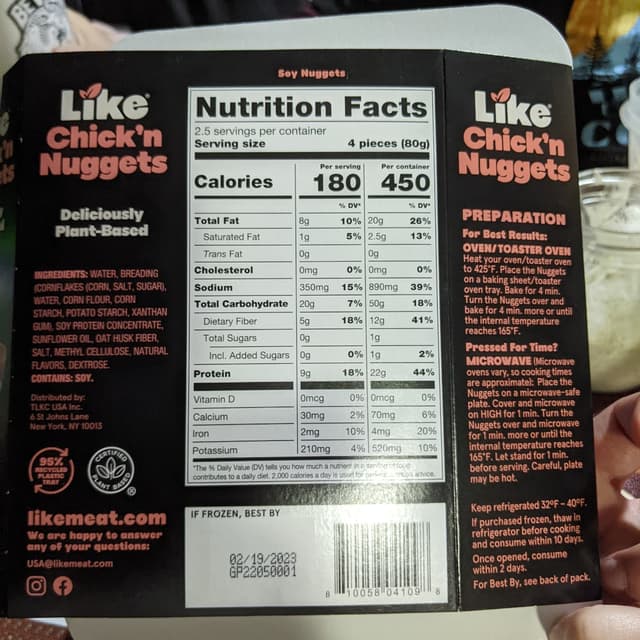 Soy Nuggets
Like®
Chick'n
Nuggets
Deliciously
Plant-Based
INGREDIENTS: WATER, BREADING
(CORNFLAKES (CORN, SALT, SUGAR),
WATER, CORN FLOUR, CORN
STARCH, POTATO STARCH, XANTHAN
GUM), SOY PROTEIN CONCENTRATE,
SUNFLOWER OIL, OAT HUSK FIBER,
SALT, METHYL CELLULOSE, NATURAL
FLAVORS, DEXTROSE.
CONTAINS: SOY.
Distributed by:
TLKC USA Inc.
6 St Johns Lane
New York, NY 10013
95%
RECYCLED
PLASTIC
TRAY
CERTIFIED
PLANT BASED
likemeat.com
We are happy to answer
any of your questions:
USA@likemeat.com
Nutrition Facts
2.5 servings per container
Serving size 4 pieces (80g)
Per serving Per container
Calories 180 450
% DV* % DV*
Total Fat 8g 10% 20g 26%
Saturated Fat 1g 5% 2.5g 13%
Trans Fat 0g 0g
Cholesterol 0mg 0% 0mg 0%
Sodium 350mg 15% 890mg 39%
Total Carbohydrate 20g 7% 50g 18%
Dietary Fiber 5g 18% 12g 41%
Total Sugars 0g 1g
Incl. Added Sugars 0g 0% 1g 2%
Protein 9g 18% 22g 44%
Vitamin D 0mcg 0% 0mcg 0%
Calcium 30mg 2% 70mg 6%
Iron 2mg 10% 4mg 20%
Potassium 210mg 4% 520mg 10%
*The % Daily Value (DV) tells you how much a nutrient in a serving of food
contributes to a daily diet. 2,000 calories a day is used for general nutrition advice.
IF FROZEN, BEST BY
02/19/2023
GP22050001
8 10058 04109 8
Like®
Chick'n
Nuggets
PREPARATION
For Best Results:
OVEN/TOASTER OVEN
Heat your oven/toaster oven
to 425°F. Place the Nuggets
on a baking sheet/toaster
oven tray. Bake for 4 min.
Turn the Nuggets over and
bake for 4 min. more or until
the internal temperature
reaches 165°F.
Pressed For Time?
MICROWAVE (Microwave
ovens vary, so cooking times
are approximate): Place the
Nuggets on a microwave-safe
plate. Cover and microwave
on HIGH for 1 min. Turn the
Nuggets over and microwave
for 1 min. more or until the
internal temperature reaches
165°F. Let stand for 1 min.
before serving. Careful, plate
may be hot.
Keep refrigerated 32°F - 40°F.
If purchased frozen, thaw in
refrigerator before cooking
and consume within 10 days.
Once opened, consume
within 2 days.
For Best By, see back of pack.